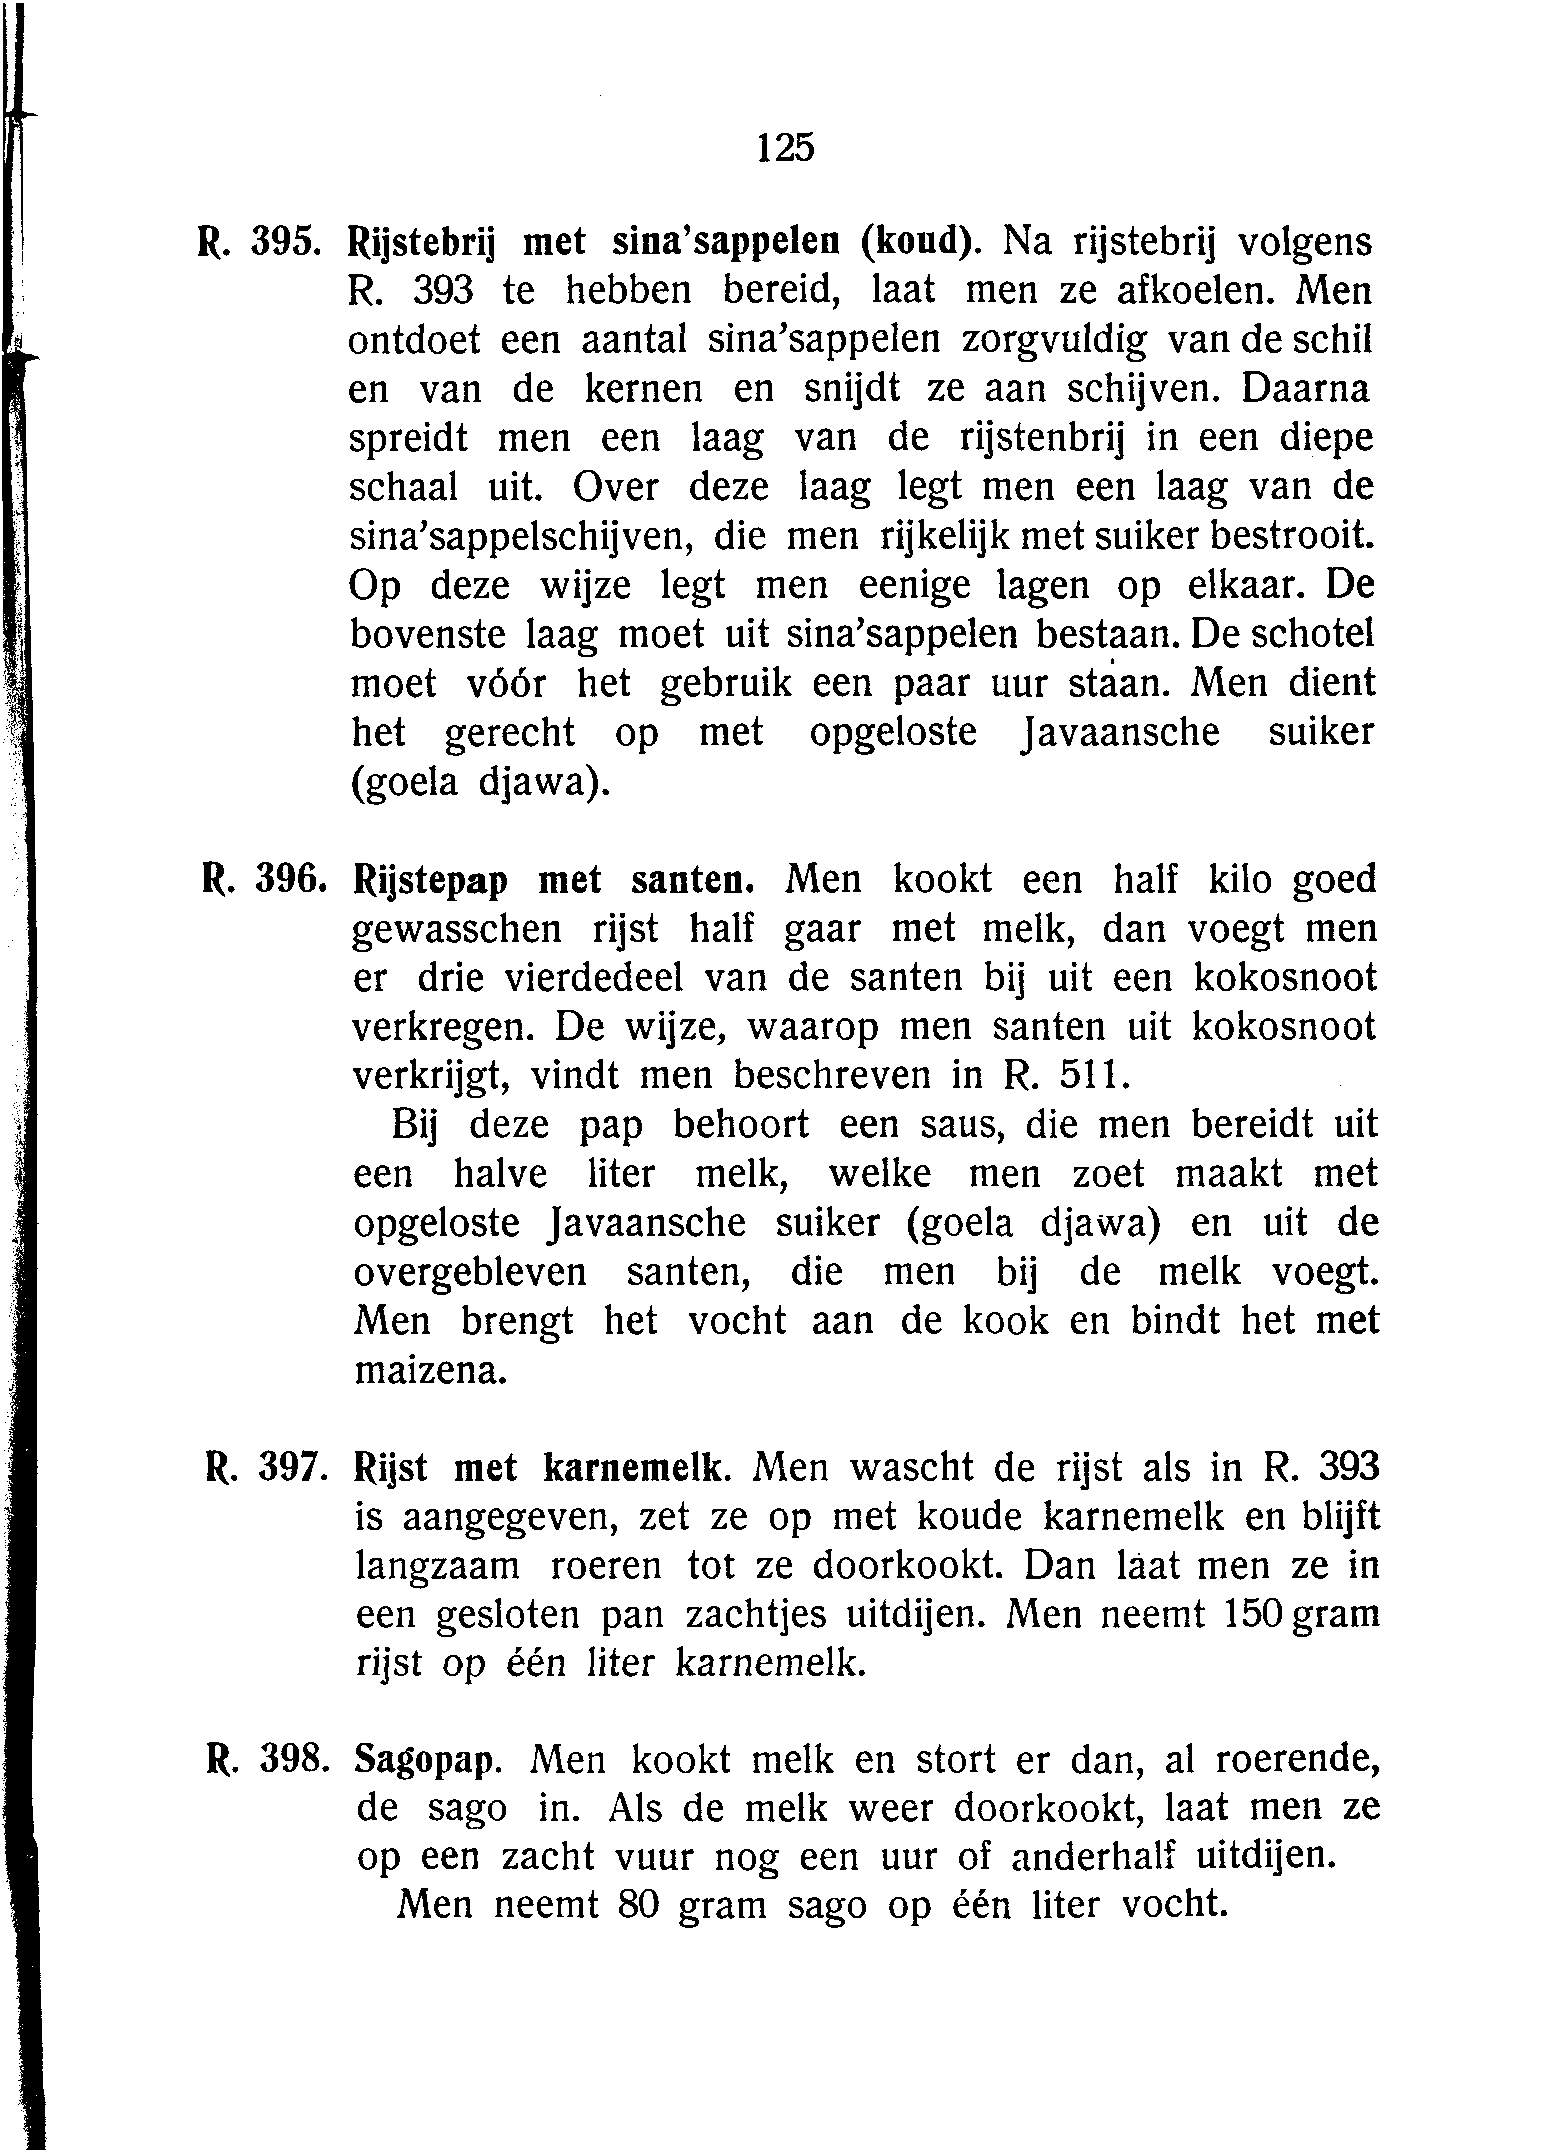 125
R. 395. Rijstebrij met sina'sappelen (koud). Na rijstebrij volgens
R. 393 te hebben bereid, laat men ze afkoelen. Men
ontdoet een aantal sina'sappelen zorgvuldig van de schil
en van de kernen en snijdt ze aan schijven. Daarna
spreidt men een laag van de rijstenbrij in een diepe
schaal uit. Over deze laag legt men een laag van de
sina'sappelschijven, die men rijkelijk met suiker bestrooit.
Op deze wijze legt men eenige lagen op elkaar. De
bovenste laag moet uit sina'sappelen bestaan. De schotel
moet vóór het gebruik een paar uur staan. Men dient
het gerecht op met opgeloste Javaansche suiker
(goela djawa).
R. 396. Rijstepap met santen. Men kookt een half kilo goed
gewasschen rijst half gaar met melk, dan voegt men
er drie vierdedeel van de santen bij uit een kokosnoot
verkregen. De wijze, waarop men santen uit kokosnoot
verkrijgt, vindt men beschreven in R. 511.
Bij deze pap behoort een saus, die men bereidt uit
een halve liter melk, welke men zoet maakt met
opgeloste Javaansche suiker (goela djawa) en uit de
overgebleven santen, die men bij de melk voegt.
Men brengt het vocht aan de kook en bindt het met
maizena.
R. 397. Rijst met karnemelk. Men wascht de rijst als in R. 393
is aangegeven, zet ze op met koude karnemelk en blijft
langzaam roeren tot ze doorkookt. Dan laat men ze in
een gesloten pan zachtjes uitdijen. Men neemt 150 gram
rijst op één liter karnemelk.
R. 398. Sagopap. Men kookt melk en stort er dan, al roerende,
de sago in. Als de melk weer doorkookt, laat men ze
op een zacht vuur nog een uur of anderhalf uitdijen.
Men neemt 80 gram sago op één liter vocht.